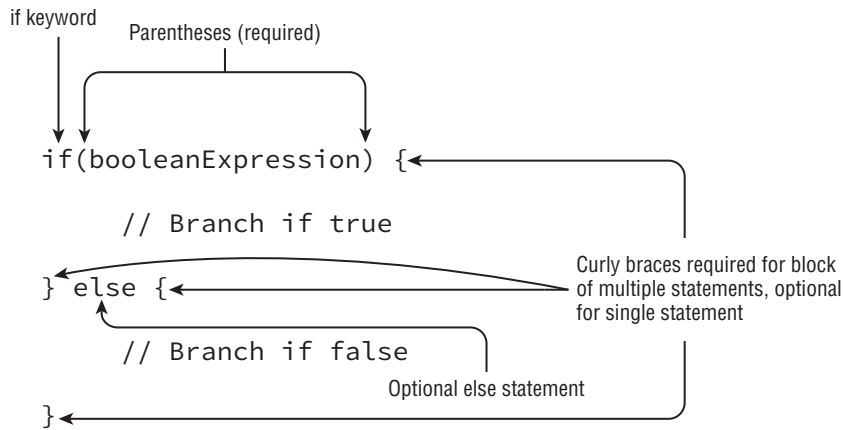 if keyword
Parentheses (required)
if(booleanExpression) {
// Branch if true
} else {
Curly braces required for block
of multiple statements, optional
for single statement
// Branch if false
Optional else statement
}